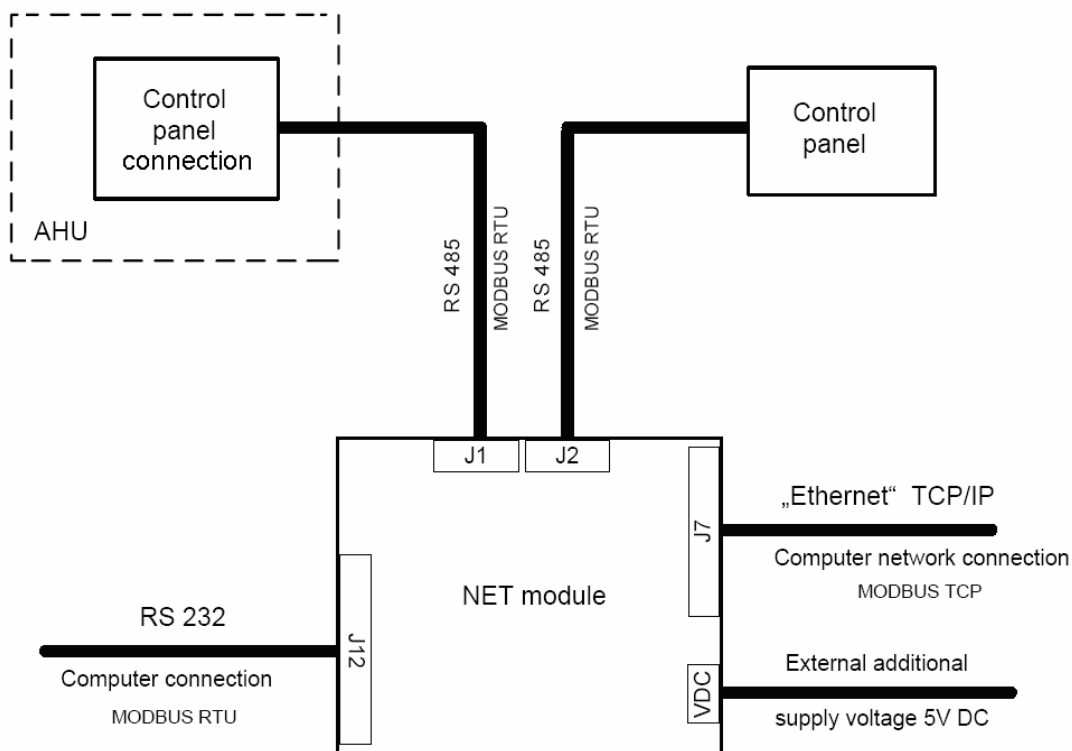 Control
panel
connection
AHU
Control
panel
RS 485
MODBUS RTU
RS 485
MODBUS RTU
J1
J2
J7
„Ethernet“ TCP/IP
Computer network connection
MODBUS TCP
NET module
RS 232
J12
Computer connection
MODBUS RTU
VDC
External additional
supply voltage 5V DC